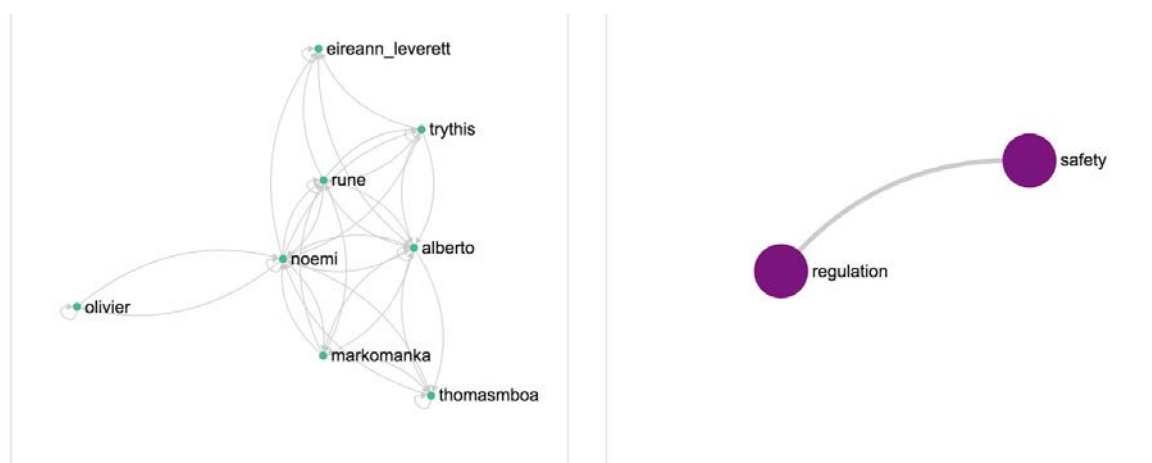 eireann_leverett
trythis
rune
alberto
noemi
olivier
markomanka
thomasmboa
safety
regulation